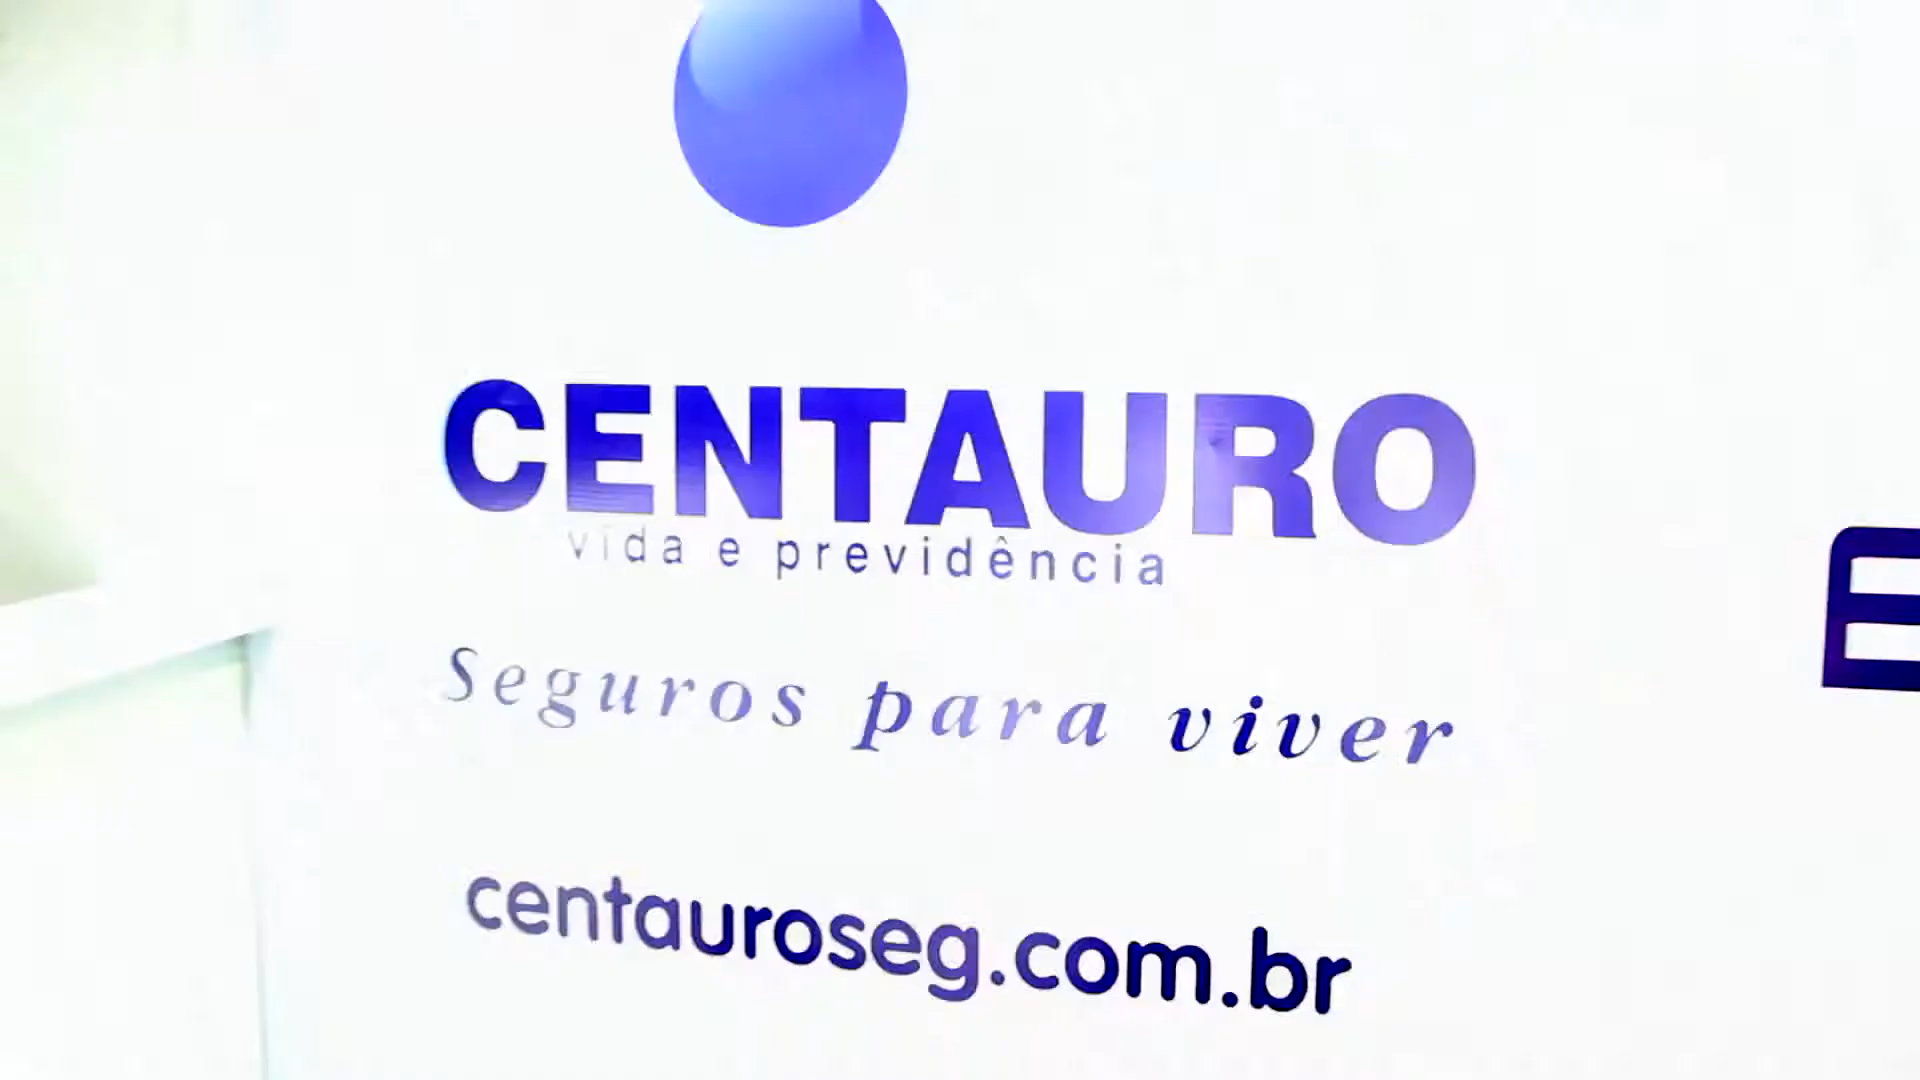 CENTAURO
vida e previdência
Seguros para viver
centauroseg.com.br
E